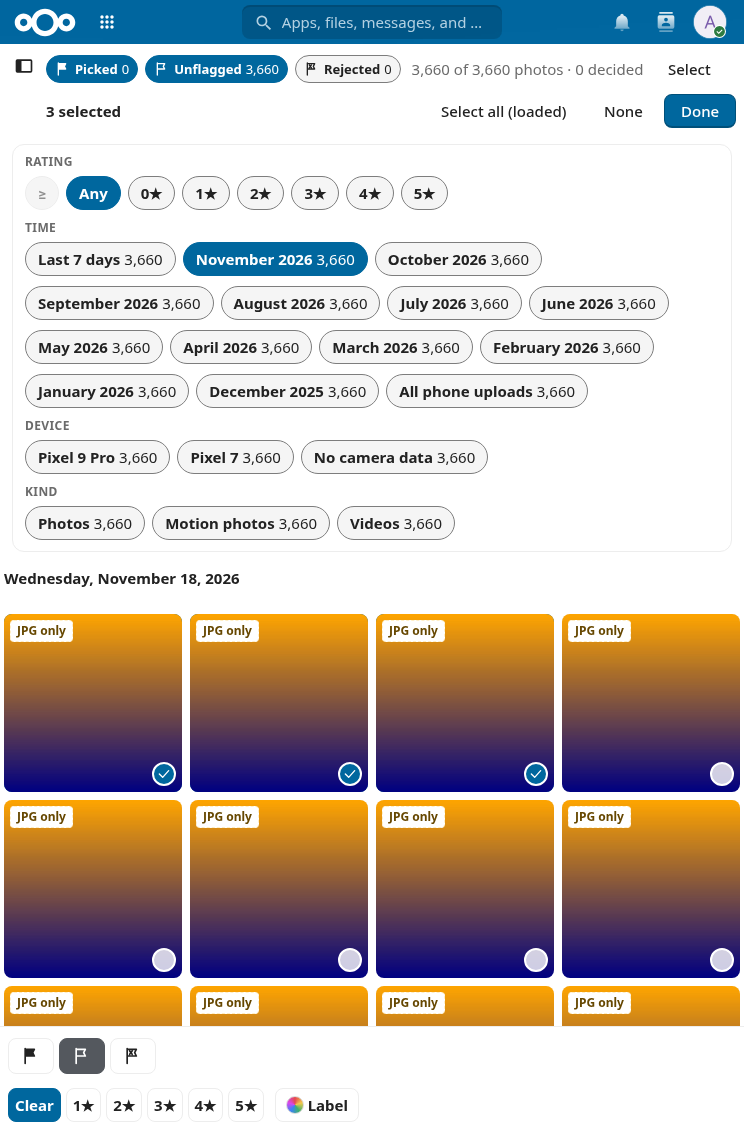 Apps, files, messages, and ...
A
Picked 0 Unflagged 3,660 Rejected 0 3,660 of 3,660 photos · 0 decided Select
3 selected Select all (loaded) None Done
RATING
≥ Any 0★ 1★ 2★ 3★ 4★ 5★
TIME
Last 7 days 3,660 November 2026 3,660 October 2026 3,660
September 2026 3,660 August 2026 3,660 July 2026 3,660 June 2026 3,660
May 2026 3,660 April 2026 3,660 March 2026 3,660 February 2026 3,660
January 2026 3,660 December 2025 3,660 All phone uploads 3,660
DEVICE
Pixel 9 Pro 3,660 Pixel 7 3,660 No camera data 3,660
KIND
Photos 3,660 Motion photos 3,660 Videos 3,660
Wednesday, November 18, 2026
JPG only JPG only JPG only JPG only
JPG only JPG only JPG only JPG only
JPG only JPG only JPG only JPG only
Clear 1★ 2★ 3★ 4★ 5★ Label